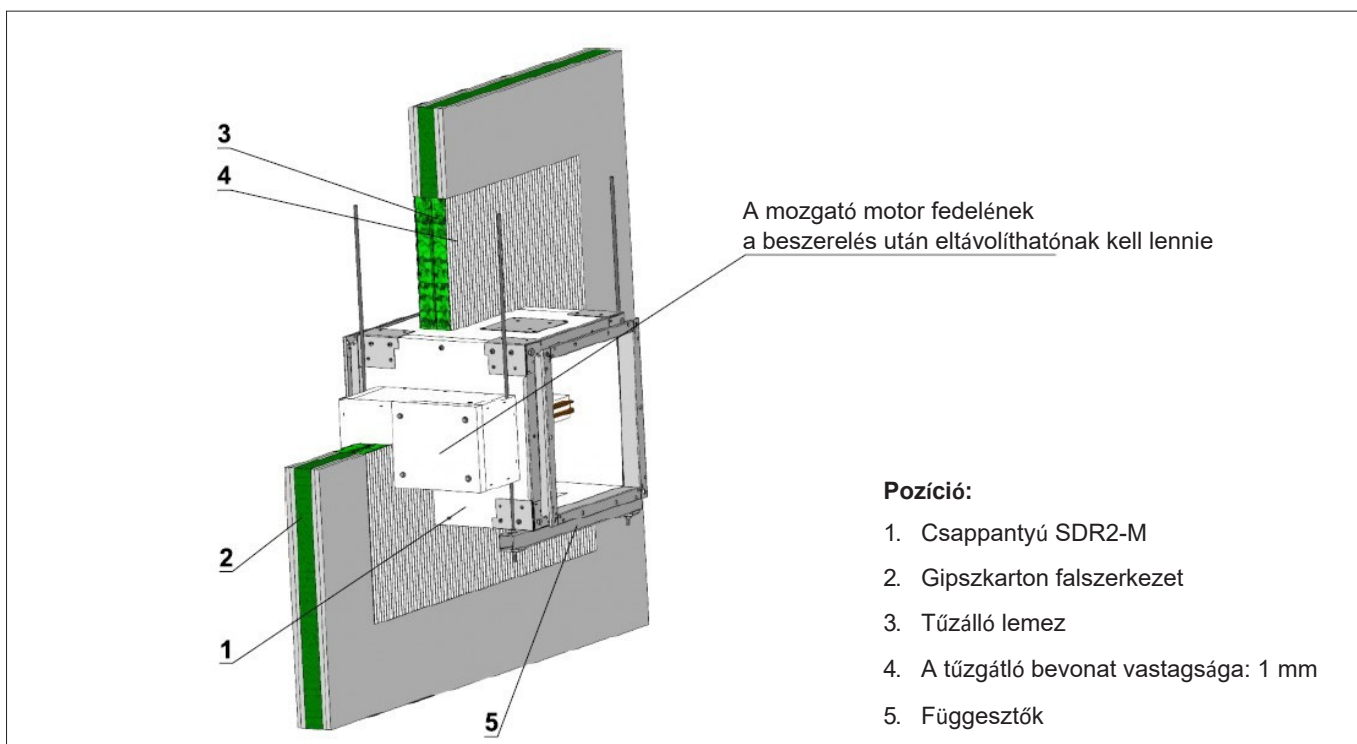 3
4
A mozgató motor fedelének
a beszerelés után eltávolíthatónak kell lennie
2
1
5
Pozíció:
1. Csappantyú SDR2-M
2. Gipszkarton falszerkezet
3. Tűzálló lemez
4. A tűzgátló bevonat vastagsága: 1 mm
5. Függesztők